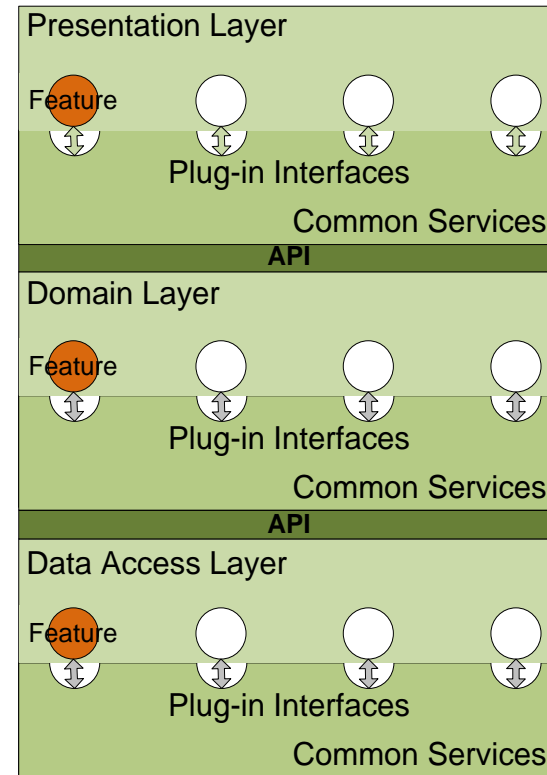 Presentation Layer
Feature
Plug-in Interfaces
Common Services
API
Domain Layer
Feature
Plug-in Interfaces
Common Services
API
Data Access Layer
Feature
Plug-in Interfaces
Common Services